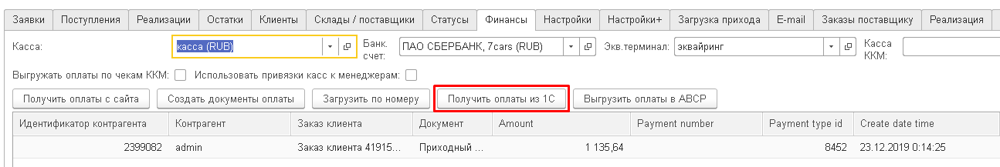 Заявки Поступления Реализации Остатки Клиенты Склады / поставщики Статусы Финансы Настройки Настройки+ Загрузка прихода E-mail Заказы поставщику Реализация
Касса: касса (RUB) Банк. счет: ПАО СБЕРБАНК, 7cars (RUB) Экв.терминал: эквайринг Касса ККМ:
Выгружать оплаты по чекам ККМ: Использовать привязки касс к менеджерам:
Получить оплаты с сайта Создать документы оплаты Загрузить по номеру Получить оплаты из 1С Выгрузить оплаты в ABCP
Идентификатор контрагента Контрагент Заказ клиента Документ Amount Payment number Payment type id Create date time
2399082 admin Заказ клиента 41915... Приходный ... 1 135,64 8452 23.12.2019 0:14:25